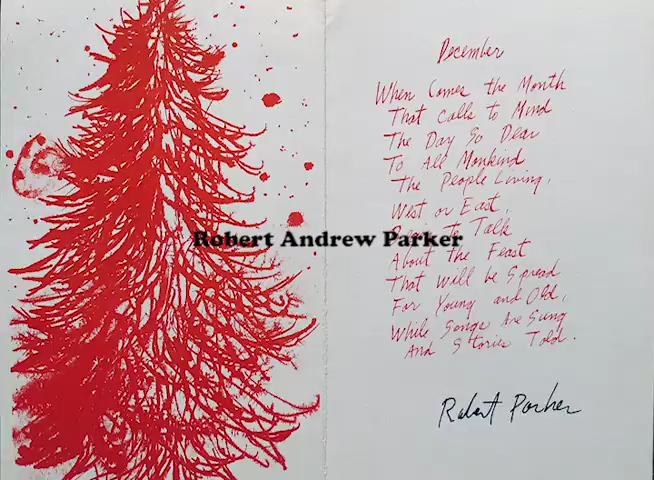 December
When Comes the Month
That Calls to Mind
The Day So Dear
To All Mankind
The People Living,
West or East,
to Talk
Robert Andrew Parker
About the Feast
That Will be Spread
For Young and Old,
While Songs Are Sung
And Stories Told.
Robert Parker